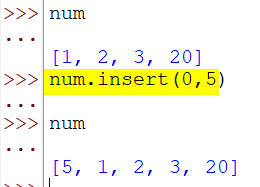 >>> num
...
[1, 2, 3, 20]
>>> num.insert(0,5)
...
>>> num
...
[5, 1, 2, 3, 20]
>>>